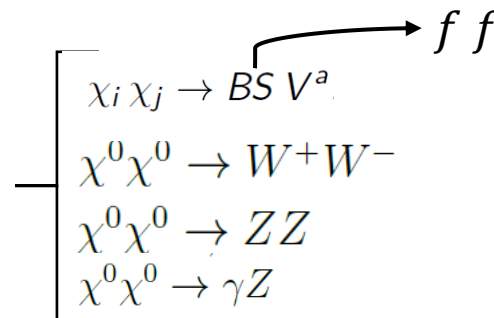 f f
χᵢ χⱼ → BS Vᵃ
χ⁰χ⁰ → W⁺W⁻
χ⁰χ⁰ → ZZ
χ⁰χ⁰ → γZ